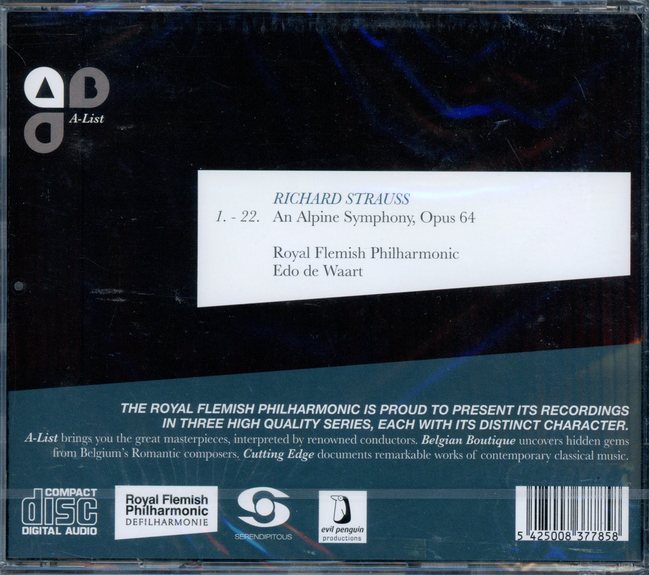 A
A-List
RICHARD STRAUSS
1. - 22. An Alpine Symphony, Opus 64
Royal Flemish Philharmonic
Edo de Waart
THE ROYAL FLEMISH PHILHARMONIC IS PROUD TO PRESENT ITS RECORDINGS
IN THREE HIGH QUALITY SERIES, EACH WITH ITS DISTINCT CHARACTER.
A-List brings you the great masterpieces, interpreted by renowned conductors. Belgian Boutique uncovers hidden gems
from Belgium's Romantic composers. Cutting Edge documents remarkable works of contemporary classical music.
COMPACT
disc
DIGITAL AUDIO
Royal Flemish
Philharmonic
DEFILHARMONIE
SERENDIPITOUS
evil penguin
productions
5 425008 377858